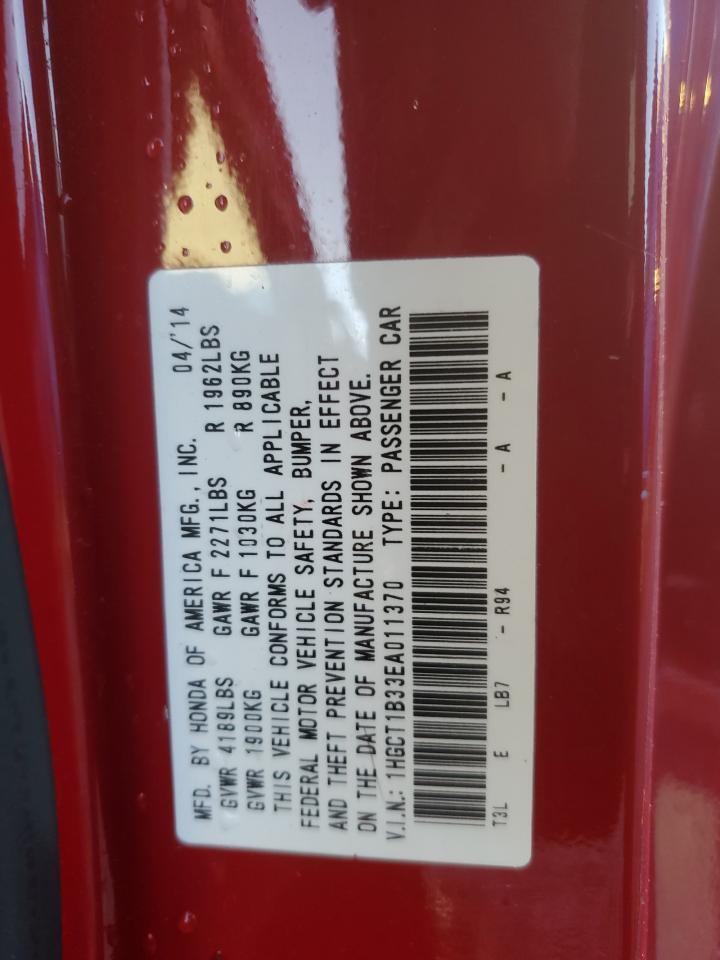 MFD. BY HONDA OF AMERICA MFG., INC. 04/'14
GVWR 4189LBS GAWR F 2271LBS R 1962LBS
GVWR 1900KG GAWR F 1030KG R 890KG
THIS VEHICLE CONFORMS TO ALL APPLICABLE
FEDERAL MOTOR VEHICLE SAFETY, BUMPER,
AND THEFT PREVENTION STANDARDS IN EFFECT
ON THE DATE OF MANUFACTURE SHOWN ABOVE.
V.I.N.: 1HGCT1B33EA011370 TYPE: PASSENGER CAR
T3L E LB7 - R94 - A - A